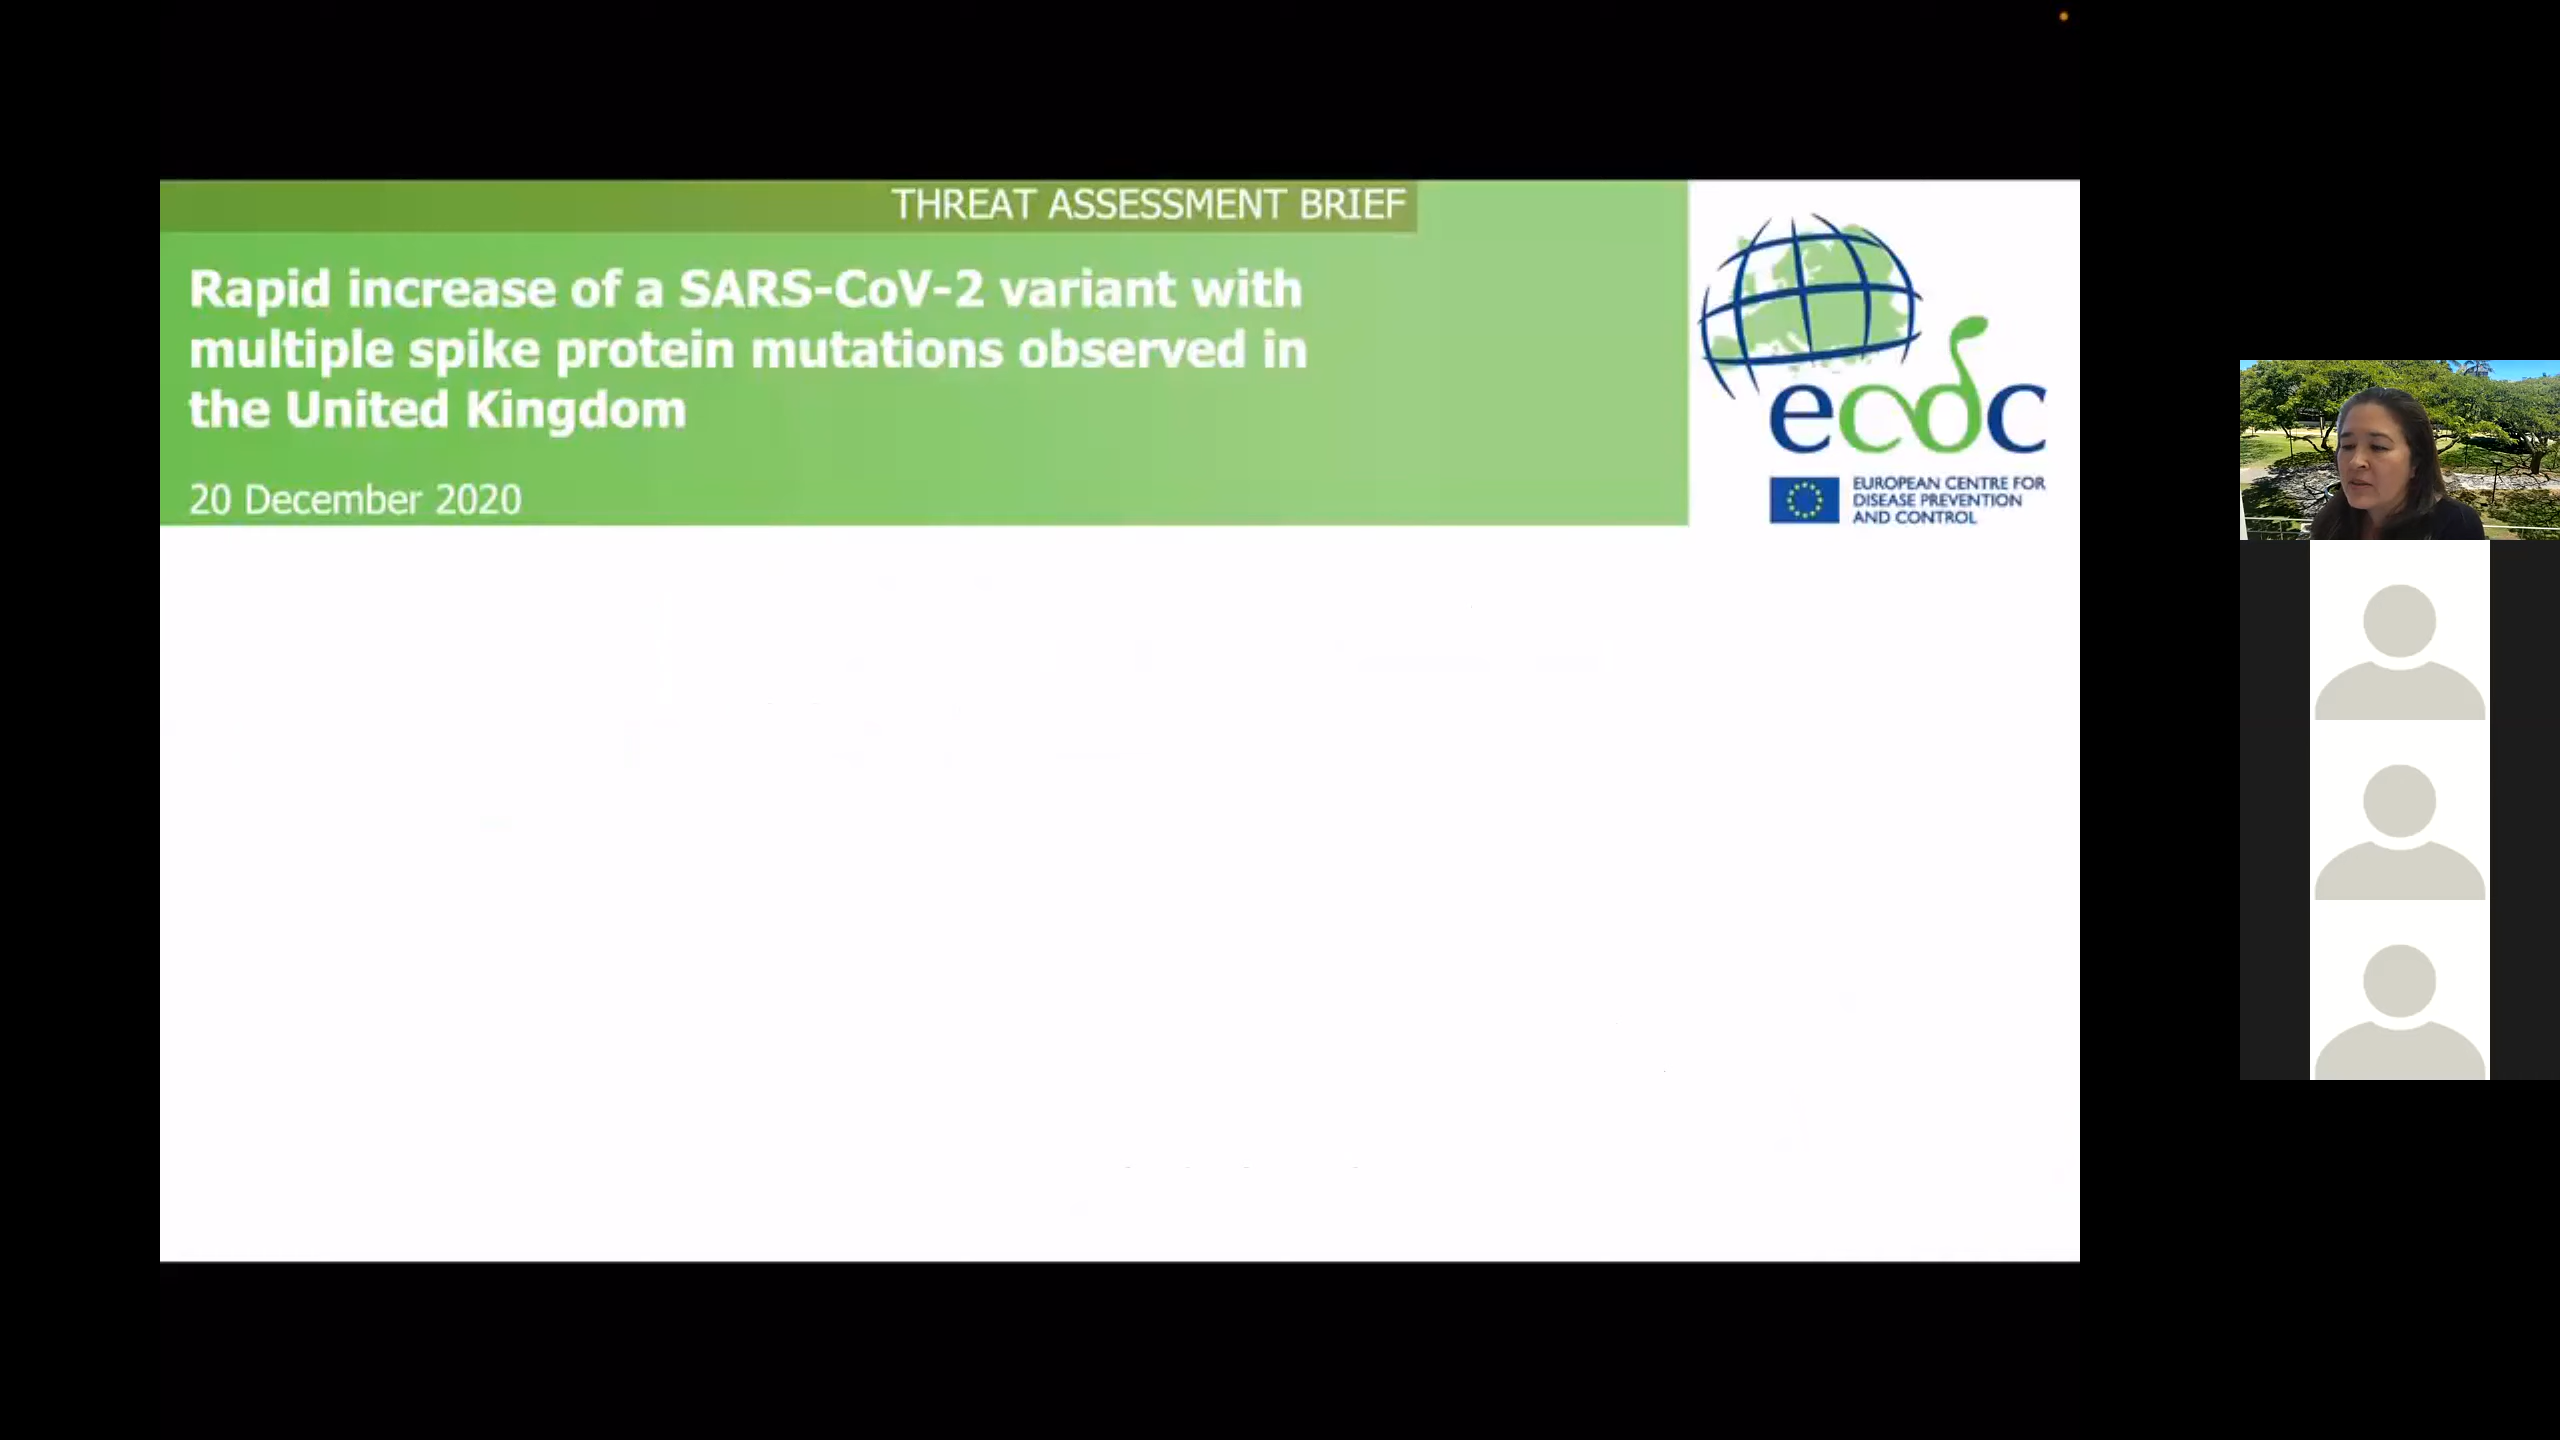 THREAT ASSESSMENT BRIEF
Rapid increase of a SARS-CoV-2 variant with
multiple spike protein mutations observed in
the United Kingdom
20 December 2020
ecdc
EUROPEAN CENTRE FOR
DISEASE PREVENTION
AND CONTROL